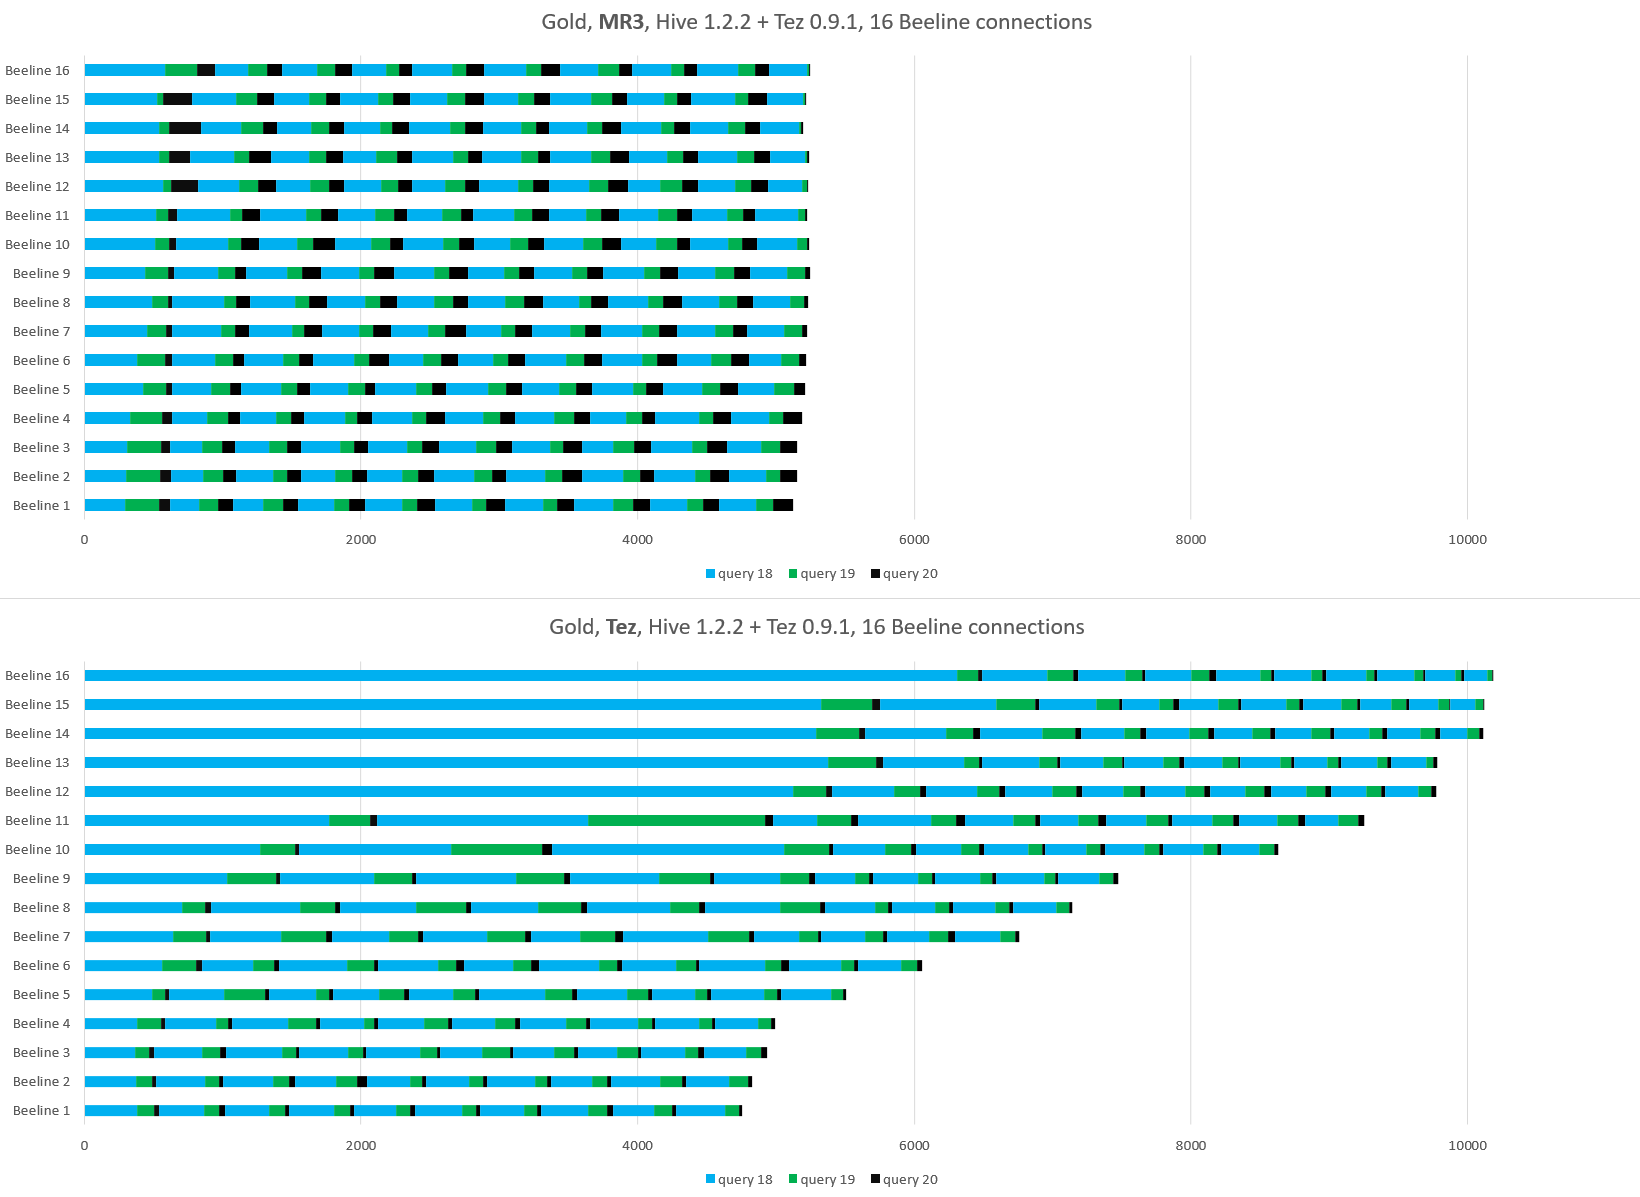 Gold, MR3, Hive 1.2.2 + Tez 0.9.1, 16 Beeline connections
Beeline 16
Beeline 15
Beeline 14
Beeline 13
Beeline 12
Beeline 11
Beeline 10
Beeline 9
Beeline 8
Beeline 7
Beeline 6
Beeline 5
Beeline 4
Beeline 3
Beeline 2
Beeline 1
0 2000 4000 6000 8000 10000
query 18 query 19 query 20
Gold, Tez, Hive 1.2.2 + Tez 0.9.1, 16 Beeline connections
Beeline 16
Beeline 15
Beeline 14
Beeline 13
Beeline 12
Beeline 11
Beeline 10
Beeline 9
Beeline 8
Beeline 7
Beeline 6
Beeline 5
Beeline 4
Beeline 3
Beeline 2
Beeline 1
0 2000 4000 6000 8000 10000
query 18 query 19 query 20